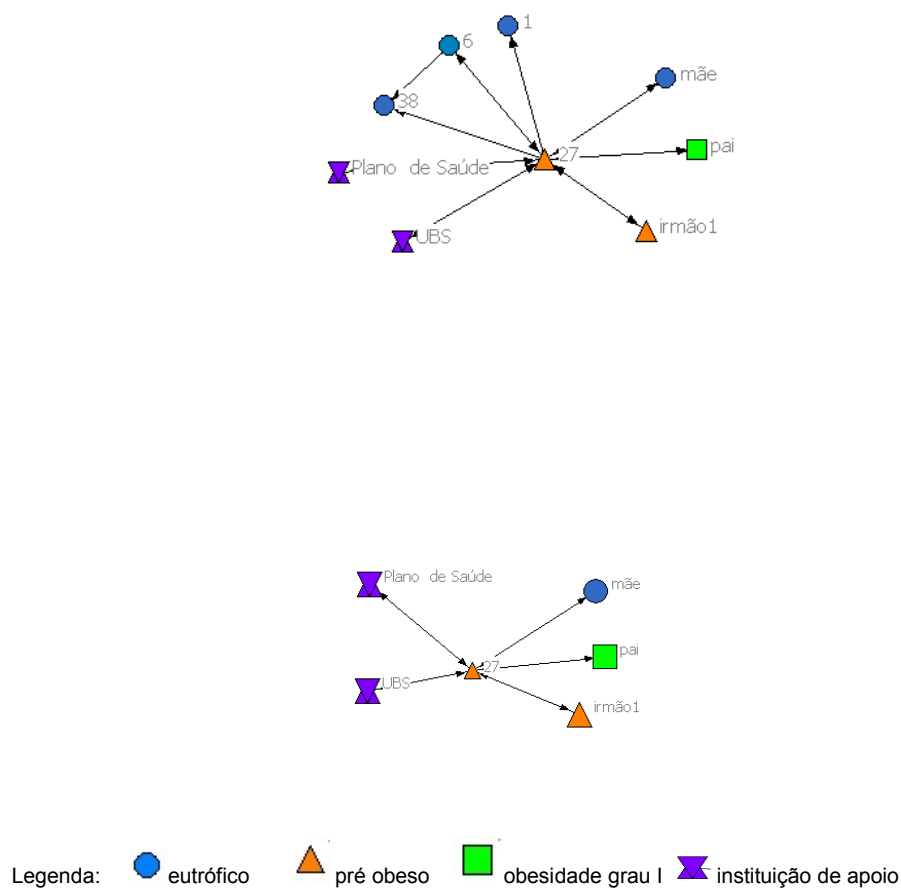 1
6
mãe
38
pai
27
Plano de Saúde
irmão1
UBS
Plano de Saúde
mãe
pai
27
UBS
irmão1
Legenda: eutrófico pré obeso obesidade grau I instituição de apoio